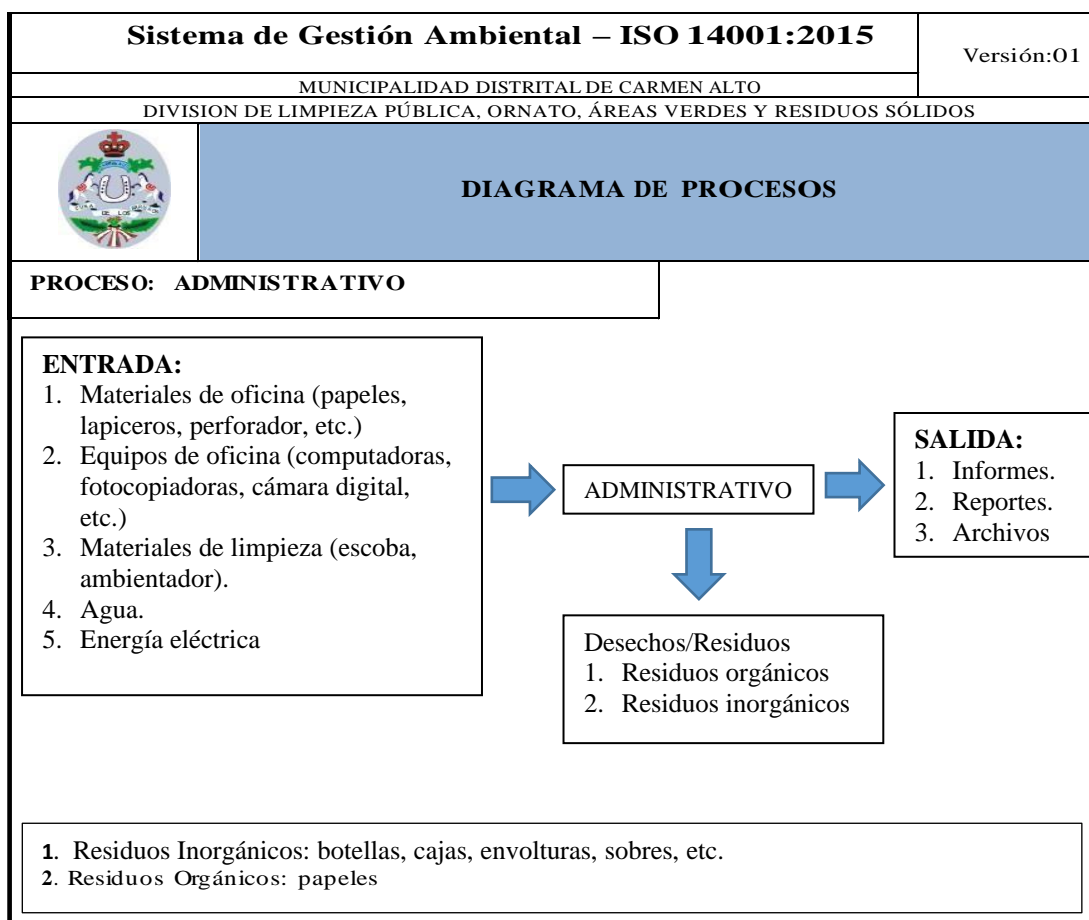 Sistema de Gestión Ambiental – ISO 14001:2015
Versión:01
MUNICIPALIDAD DISTRITAL DE CARMEN ALTO
DIVISION DE LIMPIEZA PÚBLICA, ORNATO, ÁREAS VERDES Y RESIDUOS SÓLIDOS
DIAGRAMA DE PROCESOS
PROCESO: ADMINISTRATIVO
ENTRADA:
1. Materiales de oficina (papeles,
lapiceros, perforador, etc.)
2. Equipos de oficina (computadoras,
fotocopiadoras, cámara digital,
etc.)
3. Materiales de limpieza (escoba,
ambientador).
4. Agua.
5. Energía eléctrica
ADMINISTRATIVO
SALIDA:
1. Informes.
2. Reportes.
3. Archivos
Desechos/Residuos
1. Residuos orgánicos
2. Residuos inorgánicos
1. Residuos Inorgánicos: botellas, cajas, envolturas, sobres, etc.
2. Residuos Orgánicos: papeles